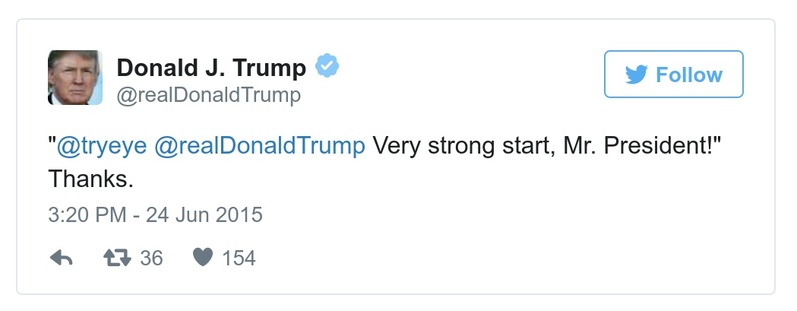 Donald J. Trump
@realDonaldTrump
Follow
"@tryeye @realDonaldTrump Very strong start, Mr. President!"
Thanks.
3:20 PM - 24 Jun 2015
36 154